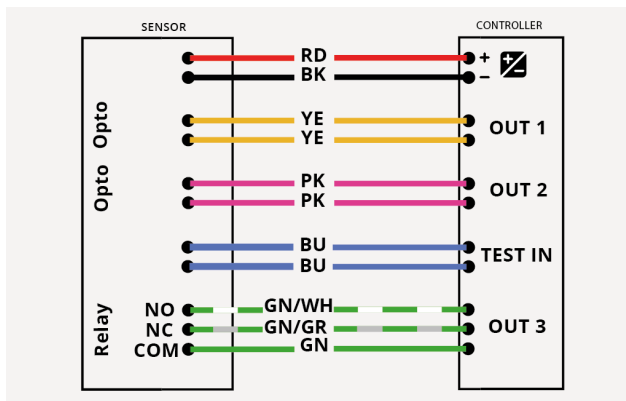 SENSOR
CONTROLLER
RD
+
BK
−
Opto
YE
YE
OUT 1
Opto
PK
PK
OUT 2
BU
BU
TEST IN
Relay
NO
GN/WH
NC
GN/GR
OUT 3
COM
GN